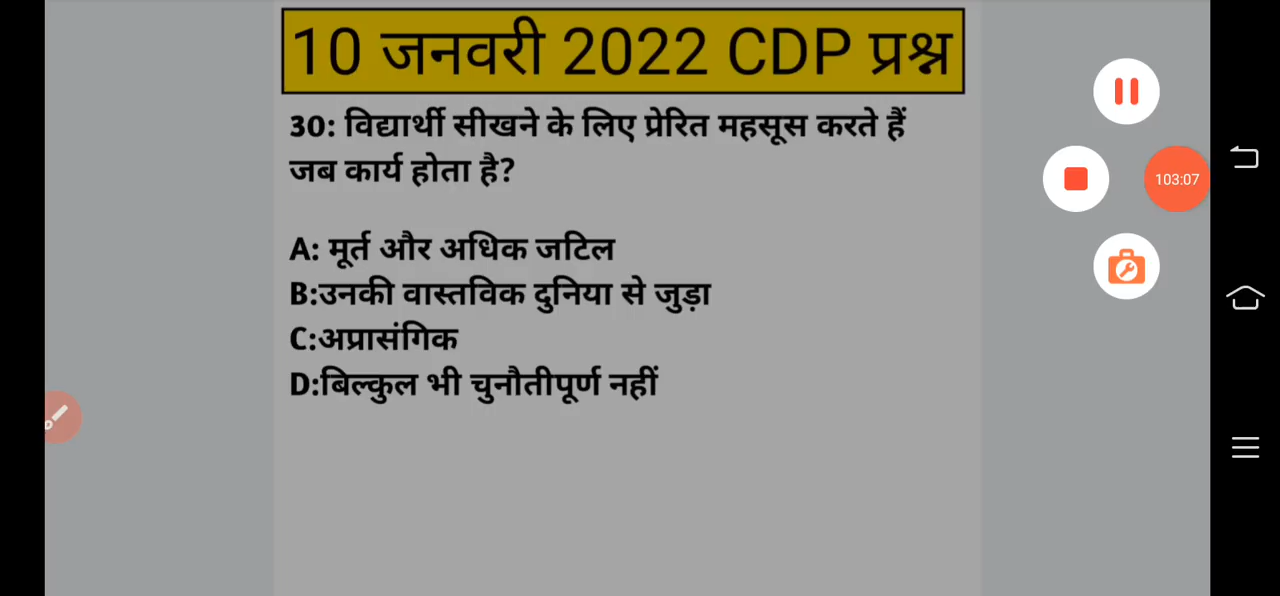 10 जनवरी 2022 CDP प्रश्न
30: विद्यार्थी सीखने के लिए प्रेरित महसूस करते हैं
जब कार्य होता है?
A: मूर्त और अधिक जटिल
B:उनकी वास्तविक दुनिया से जुड़ा
C:अप्रासंगिक
D:बिल्कुल भी चुनौतीपूर्ण नहीं
103:07